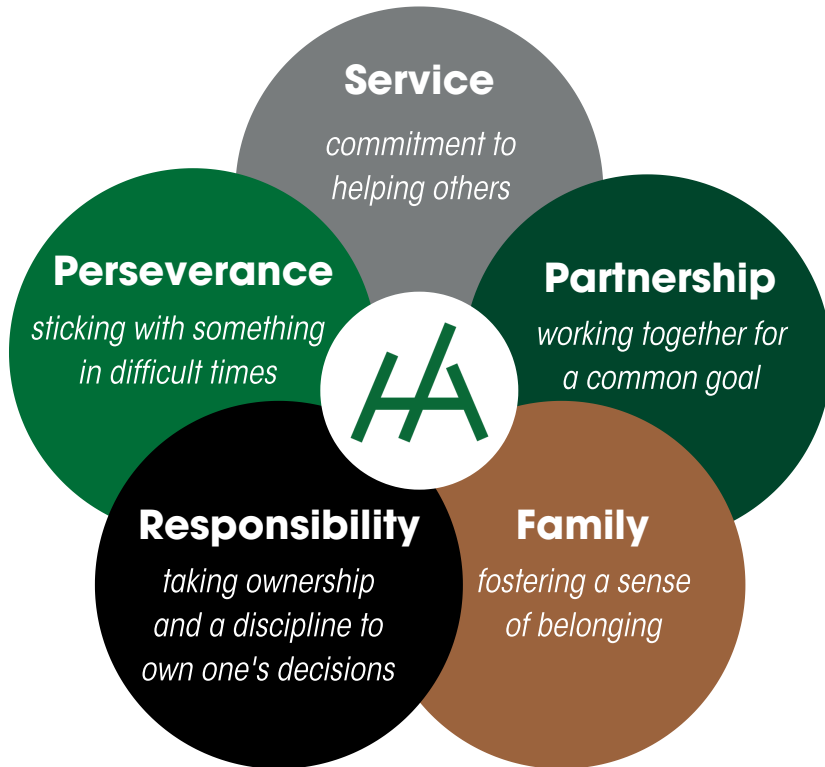 Service
commitment to
helping others
Perseverance
sticking with something
in difficult times
Partnership
working together for
a common goal
HA
Responsibility
taking ownership
and a discipline to
own one's decisions
Family
fostering a sense
of belonging